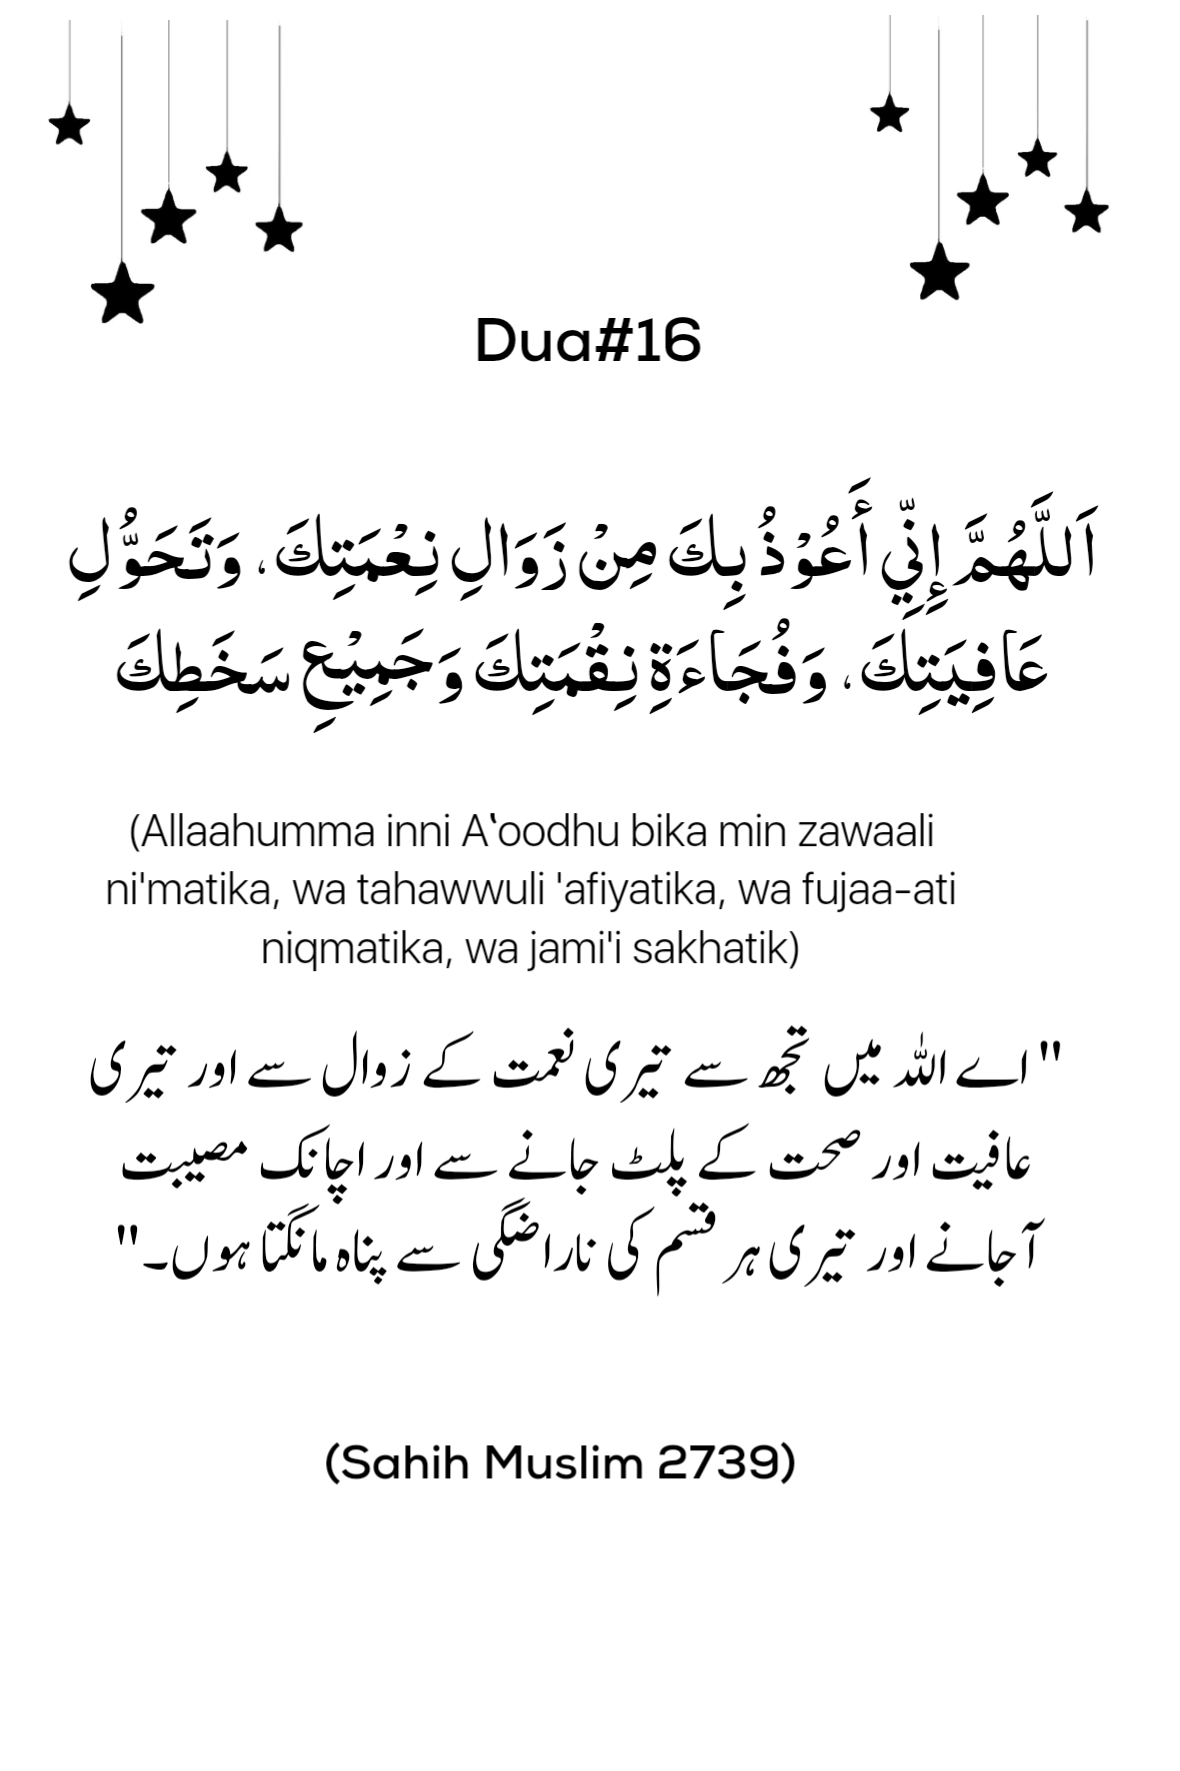 Dua#16
اَللَّهُمَّ إِنِّي أَعُوْذُ بِكَ مِنْ زَوَالِ نِعْمَتِكَ، وَتَحَوُّلِ
عَافِيَتِكَ، وَفُجَاءَةِ نِقْمَتِكَ وَجَمِيْعِ سَخَطِكَ
(Allaahumma inni A‘oodhu bika min zawaali
ni'matika, wa tahawwuli 'afiyatika, wa fujaa-ati
niqmatika, wa jami'i sakhatik)
"اے اللہ میں تجھ سے تیری نعمت کے زوال سے اور تیری
عافیت اور صحت کے پلٹ جانے سے اور اچانک مصیبت
آجانے اور تیری ہر قسم کی ناراضگی سے پناہ مانگتا ہوں۔"
(Sahih Muslim 2739)